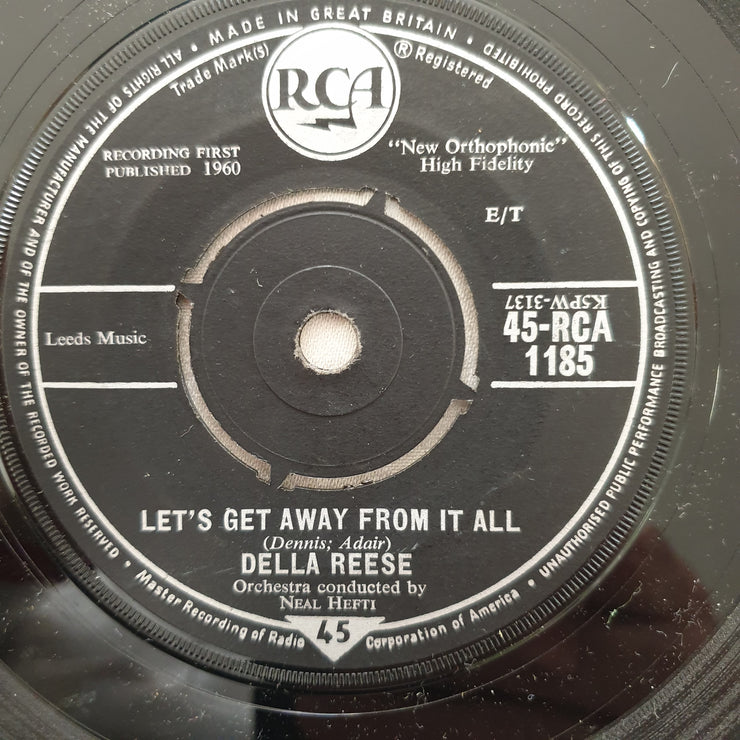 MADE IN GREAT BRITAIN • ALL RIGHTS OF THE MANUFACTURER AND OF THE OWNER OF THE RECORDED WORK RESERVED • UNAUTHORISED PUBLIC PERFORMANCE BROADCASTING AND COPYING OF THIS RECORD PROHIBITED •
Trade Mark(s)
RCA
® Registered
RECORDING FIRST
PUBLISHED 1960
"New Orthophonic"
High Fidelity
E/T
Leeds Music
K5PW-3137
45-RCA
1185
LET'S GET AWAY FROM IT ALL
(Dennis; Adair)
DELLA REESE
Orchestra conducted by
NEAL HEFTI
Master Recording of Radio Corporation of America
45